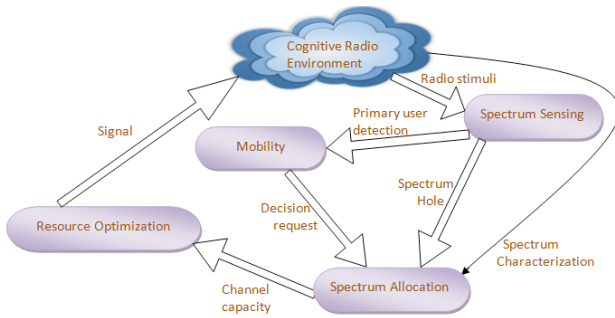 Cognitive Radio
Environment
Radio stimuli
Spectrum Sensing
Primary user
detection
Signal
Mobility
Spectrum
Hole
Decision
request
Resource Optimization
Spectrum
Characterization
Channel
capacity
Spectrum Allocation